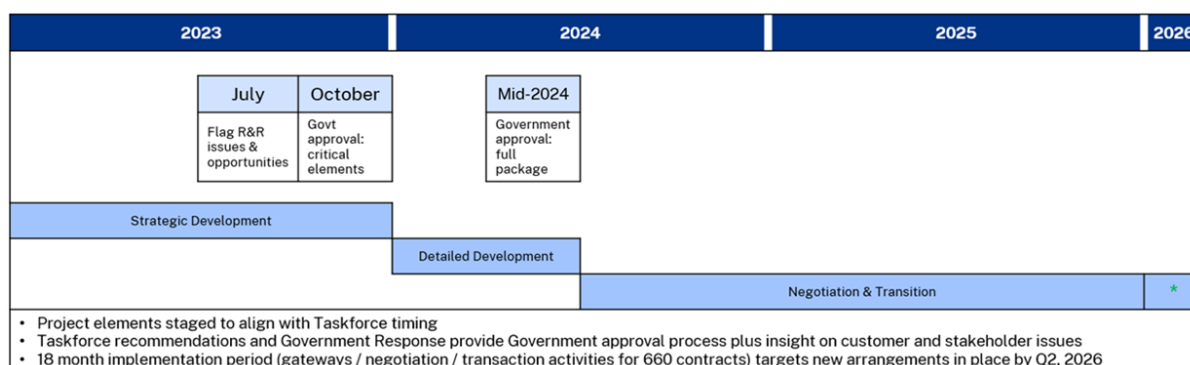 2023 2024 2025 2026
July October Mid-2024
Flag R&R
issues &
opportunities
Govt
approval:
critical
elements
Government
approval:
full
package
Strategic Development
Detailed Development
Negotiation & Transition *
• Project elements staged to align with Taskforce timing
• Taskforce recommendations and Government Response provide Government approval process plus insight on customer and stakeholder issues
• 18 month implementation period (gateways / negotiation / transaction activities for 660 contracts) targets new arrangements in place by Q2, 2026